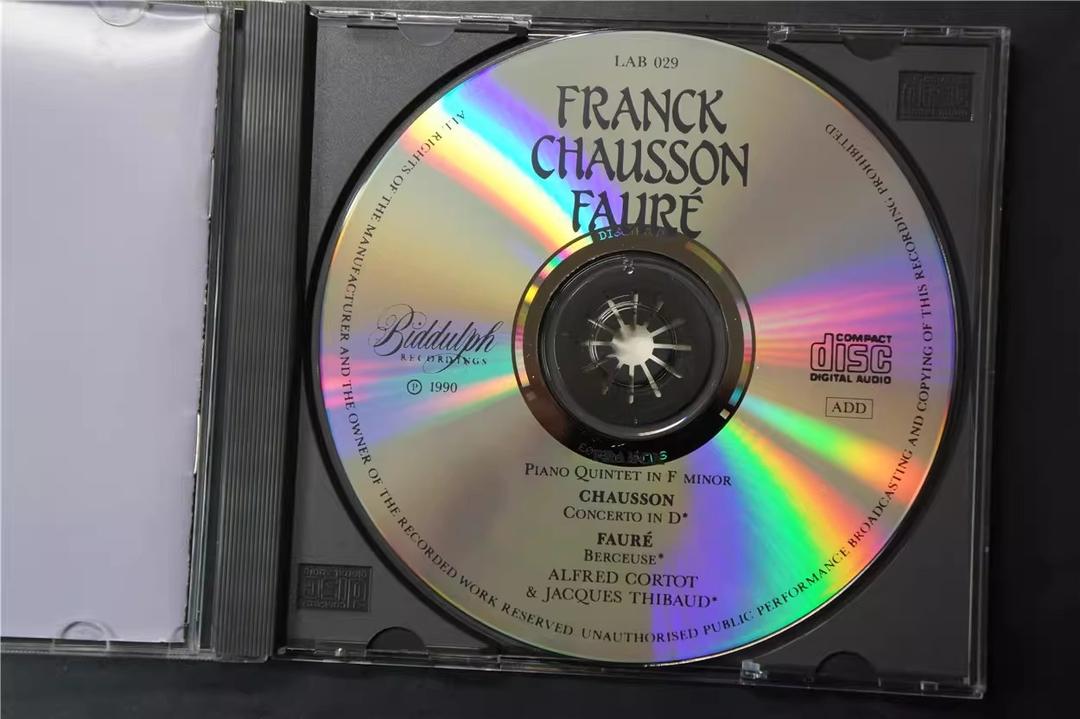 LAB 029
FRANCK
CHAUSSON
FAURÉ
Biddulph
RECORDINGS
Ⓟ 1990
COMPACT
disc
DIGITAL AUDIO
ADD
PIANO QUINTET IN F MINOR
CHAUSSON
CONCERTO IN D*
FAURÉ
BERCEUSE*
ALFRED CORTOT
& JACQUES THIBAUD*
ALL RIGHTS OF THE MANUFACTURER AND THE OWNER OF THE RECORDED WORK RESERVED. UNAUTHORISED PUBLIC PERFORMANCE BROADCASTING AND COPYING OF THIS RECORDING PROHIBITED